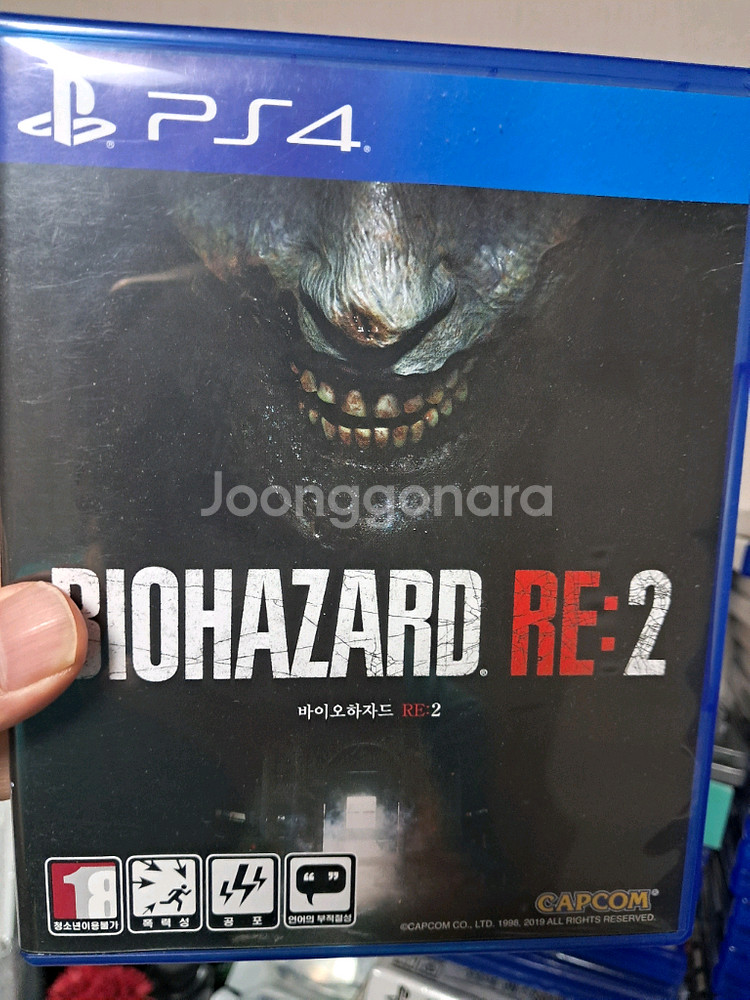 PS4
Joonggonara
BIOHAZARD RE:2
바이오하자드 RE:2
18
청소년이용불가
폭력성
공포
언어의 부적절성
CAPCOM
©CAPCOM CO., LTD. 1998, 2019 ALL RIGHTS RESERVED.